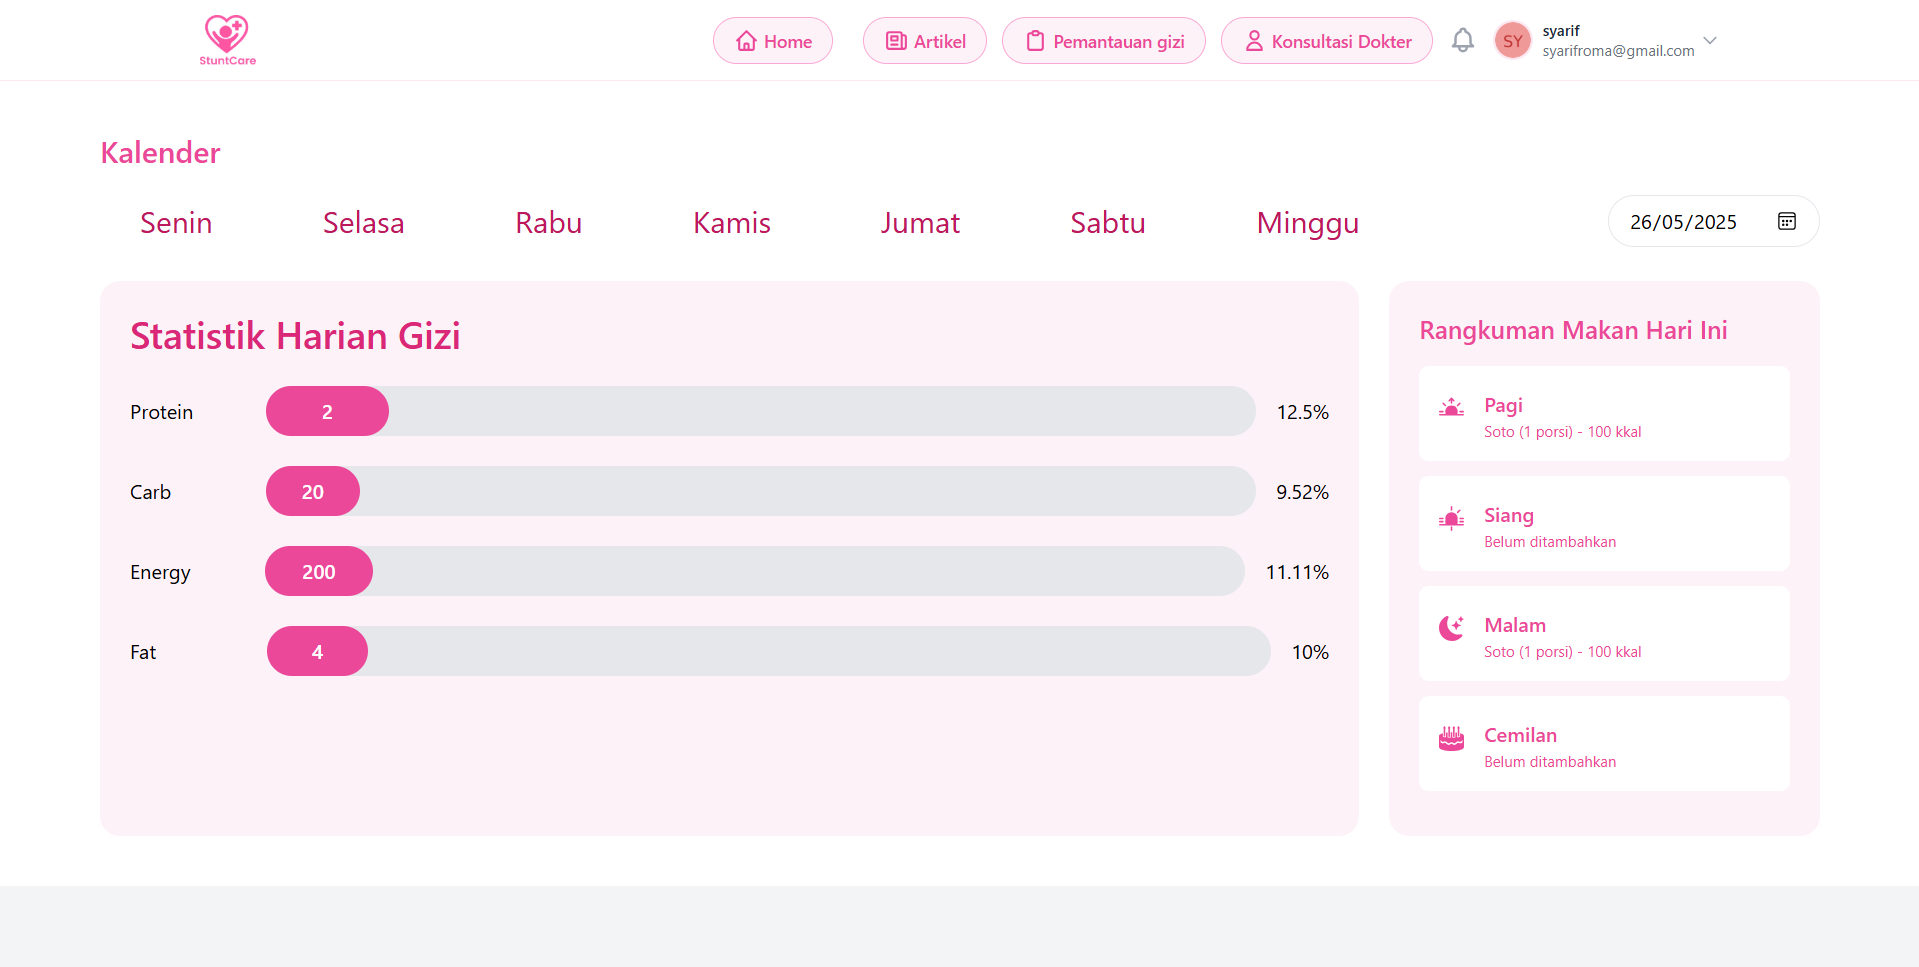 StuntCare
Home
Artikel
Pemantauan gizi
Konsultasi Dokter
SY
syarif
syarifroma@gmail.com
Kalender
Senin
Selasa
Rabu
Kamis
Jumat
Sabtu
Minggu
26/05/2025
Statistik Harian Gizi
Protein
2
12.5%
Carb
20
9.52%
Energy
200
11.11%
Fat
4
10%
Rangkuman Makan Hari Ini
Pagi
Soto (1 porsi) - 100 kkal
Siang
Belum ditambahkan
Malam
Soto (1 porsi) - 100 kkal
Cemilan
Belum ditambahkan